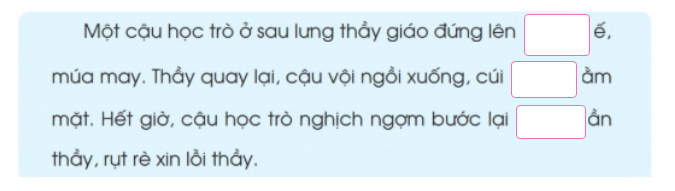 Một cậu học trò ở sau lưng thầy giáo đứng lên ế,
múa may. Thầy quay lại, cậu vội ngồi xuống, cúi ằm
mặt. Hết giờ, cậu học trò nghịch ngợm bước lại ần
thầy, rụt rè xin lỗi thầy.